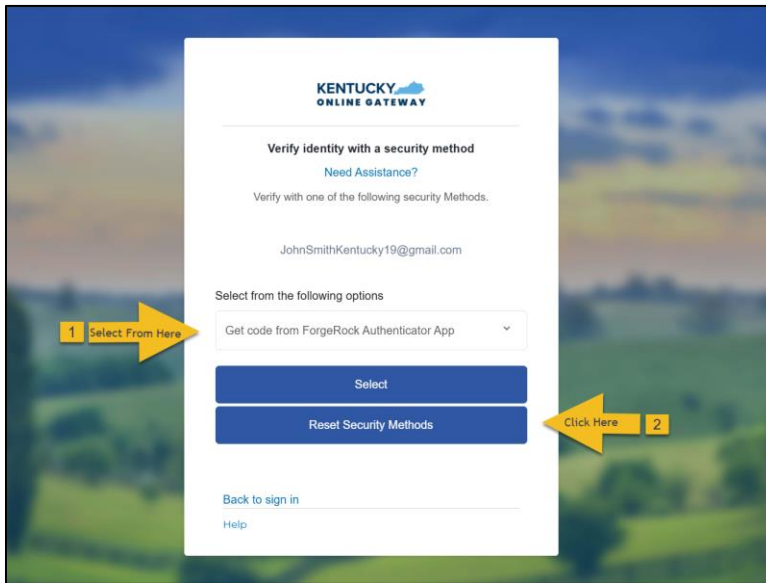 KENTUCKY
ONLINE GATEWAY
Verify identity with a security method
Need Assistance?
Verify with one of the following security Methods.
JohnSmithKentucky19@gmail.com
Select from the following options
1 Select From Here
Get code from ForgeRock Authenticator App
Select
Reset Security Methods
Click Here 2
Back to sign in
Help